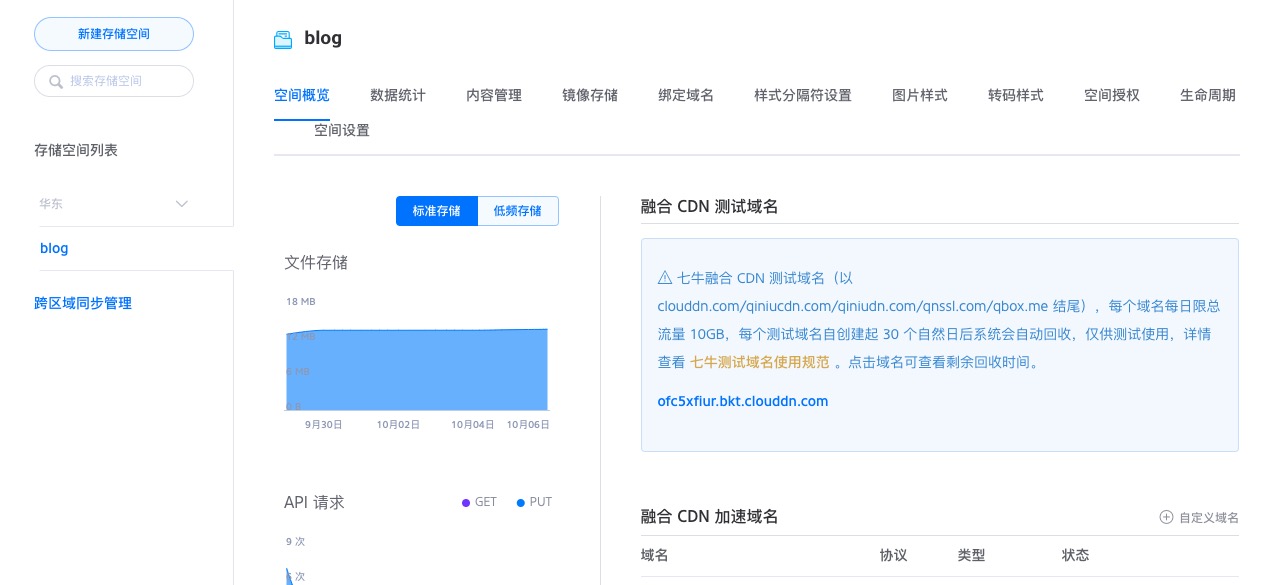 新建存储空间
搜索存储空间
存储空间列表
华东
blog
跨区域同步管理
blog
空间概览 数据统计 内容管理 镜像存储 绑定域名 样式分隔符设置 图片样式 转码样式 空间授权 生命周期
空间设置
标准存储 低频存储
文件存储
18 MB
12 MB
6 MB
0 B
9月30日 10月02日 10月04日 10月06日
API 请求 GET PUT
9 次
次
融合 CDN 测试域名
七牛融合 CDN 测试域名（以
clouddn.com/qiniucdn.com/qiniudn.com/qnssl.com/qbox.me 结尾），每个域名每日限总
流量 10GB，每个测试域名自创建起 30 个自然日后系统会自动回收，仅供测试使用，详情
查看 七牛测试域名使用规范 。点击域名可查看剩余回收时间。
ofc5xfiur.bkt.clouddn.com
融合 CDN 加速域名 自定义域名
域名 协议 类型 状态